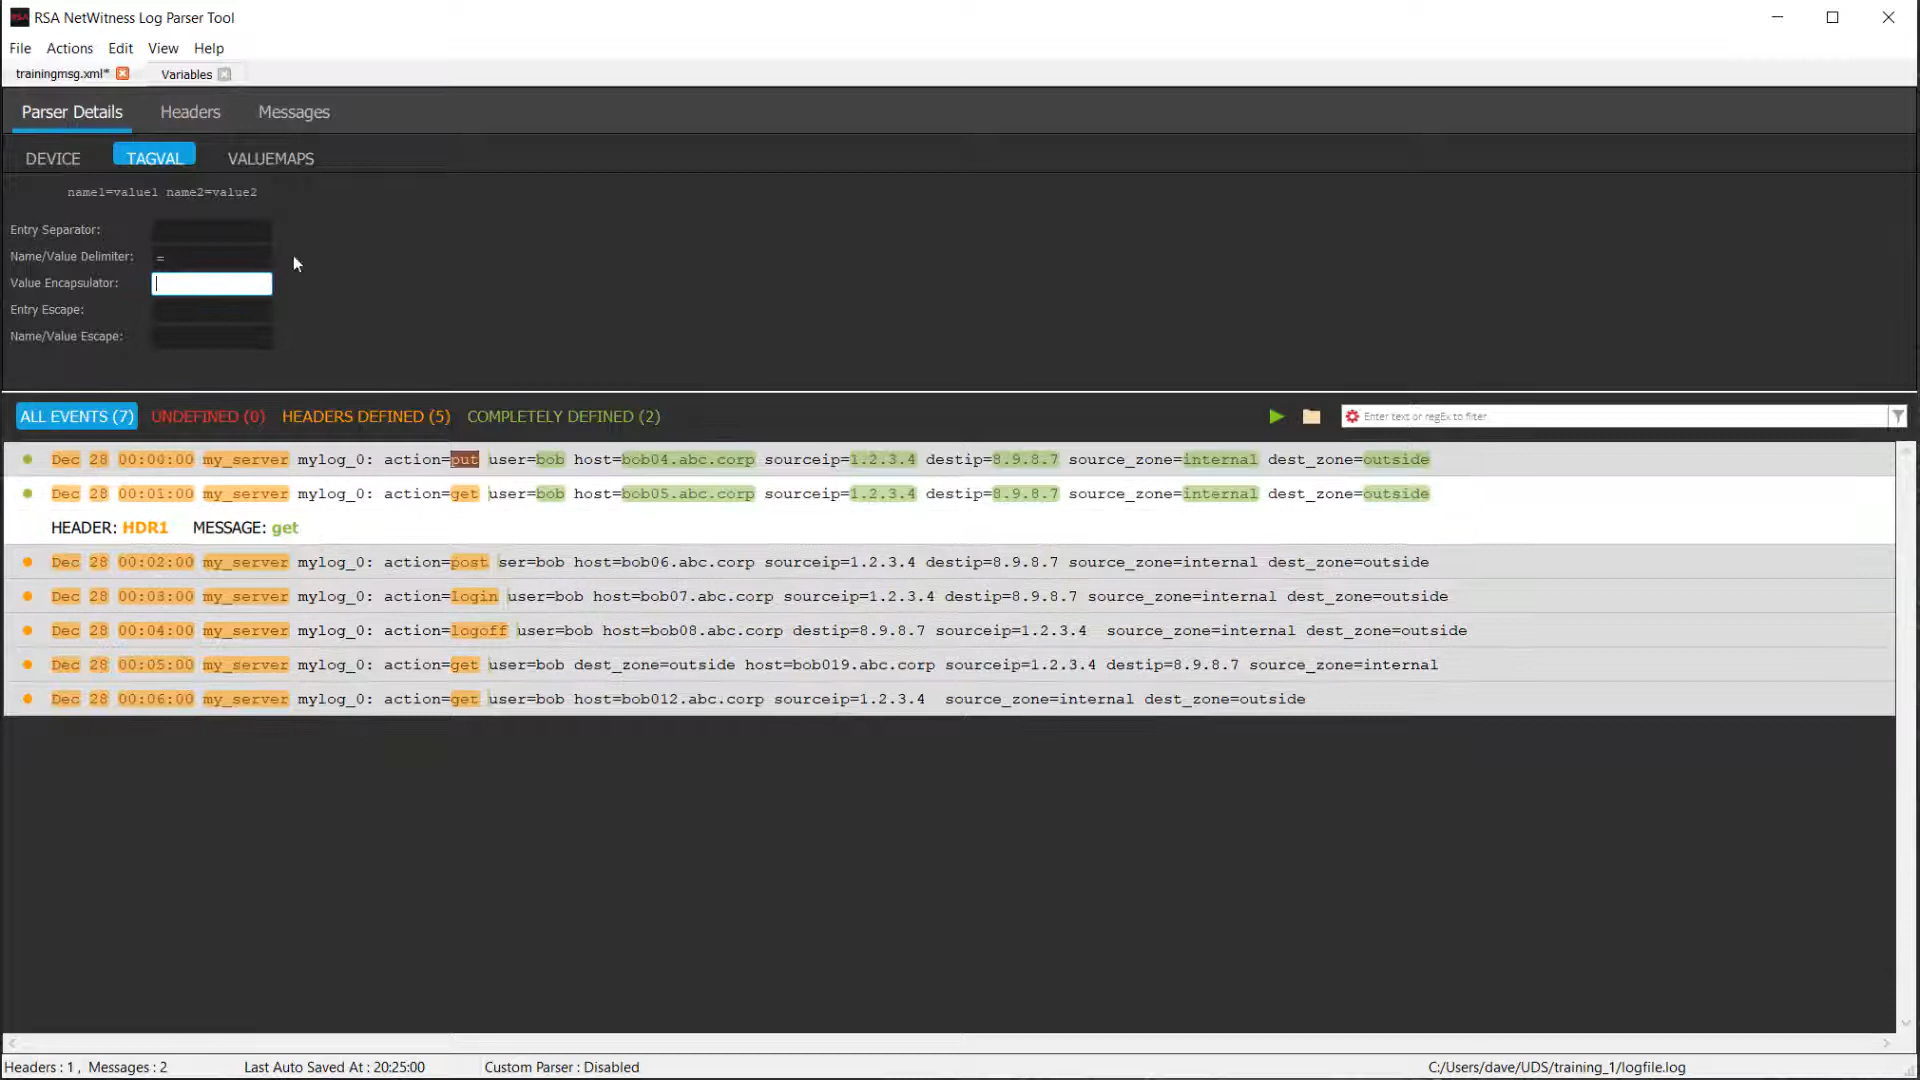 RSA RSA NetWitness Log Parser Tool
File Actions Edit View Help
trainingmsg.xml* Variables
Parser Details Headers Messages
DEVICE TAGVAL VALUEMAPS
name1=value1 name2=value2
Entry Separator:
Name/Value Delimiter: =
Value Encapsulator:
Entry Escape:
Name/Value Escape:
ALL EVENTS (7) UNDEFINED (0) HEADERS DEFINED (5) COMPLETELY DEFINED (2) Enter text or regEx to filter
Dec 28 00:00:00 my_server mylog_0: action=put user=bob host=bob04.abc.corp sourceip=1.2.3.4 destip=8.9.8.7 source_zone=internal dest_zone=outside
Dec 28 00:01:00 my_server mylog_0: action=get user=bob host=bob05.abc.corp sourceip=1.2.3.4 destip=8.9.8.7 source_zone=internal dest_zone=outside
HEADER: HDR1 MESSAGE: get
Dec 28 00:02:00 my_server mylog_0: action=post ser=bob host=bob06.abc.corp sourceip=1.2.3.4 destip=8.9.8.7 source_zone=internal dest_zone=outside
Dec 28 00:03:00 my_server mylog_0: action=login user=bob host=bob07.abc.corp sourceip=1.2.3.4 destip=8.9.8.7 source_zone=internal dest_zone=outside
Dec 28 00:04:00 my_server mylog_0: action=logoff user=bob host=bob08.abc.corp destip=8.9.8.7 sourceip=1.2.3.4 source_zone=internal dest_zone=outside
Dec 28 00:05:00 my_server mylog_0: action=get user=bob dest_zone=outside host=bob019.abc.corp sourceip=1.2.3.4 destip=8.9.8.7 source_zone=internal
Dec 28 00:06:00 my_server mylog_0: action=get user=bob host=bob012.abc.corp sourceip=1.2.3.4 source_zone=internal dest_zone=outside
Headers : 1 , Messages : 2 Last Auto Saved At : 20:25:00 Custom Parser : Disabled C:/Users/dave/UDS/training_1/logfile.log